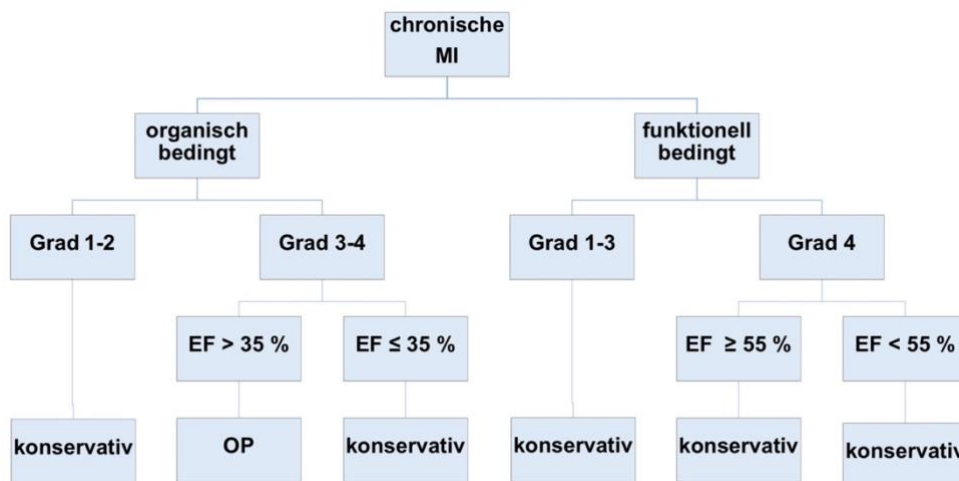 chronische
MI
organisch
bedingt
funktionell
bedingt
Grad 1-2
Grad 3-4
Grad 1-3
Grad 4
EF > 35 %
EF ≤ 35 %
EF ≥ 55 %
EF < 55 %
konservativ
OP
konservativ
konservativ
konservativ
konservativ